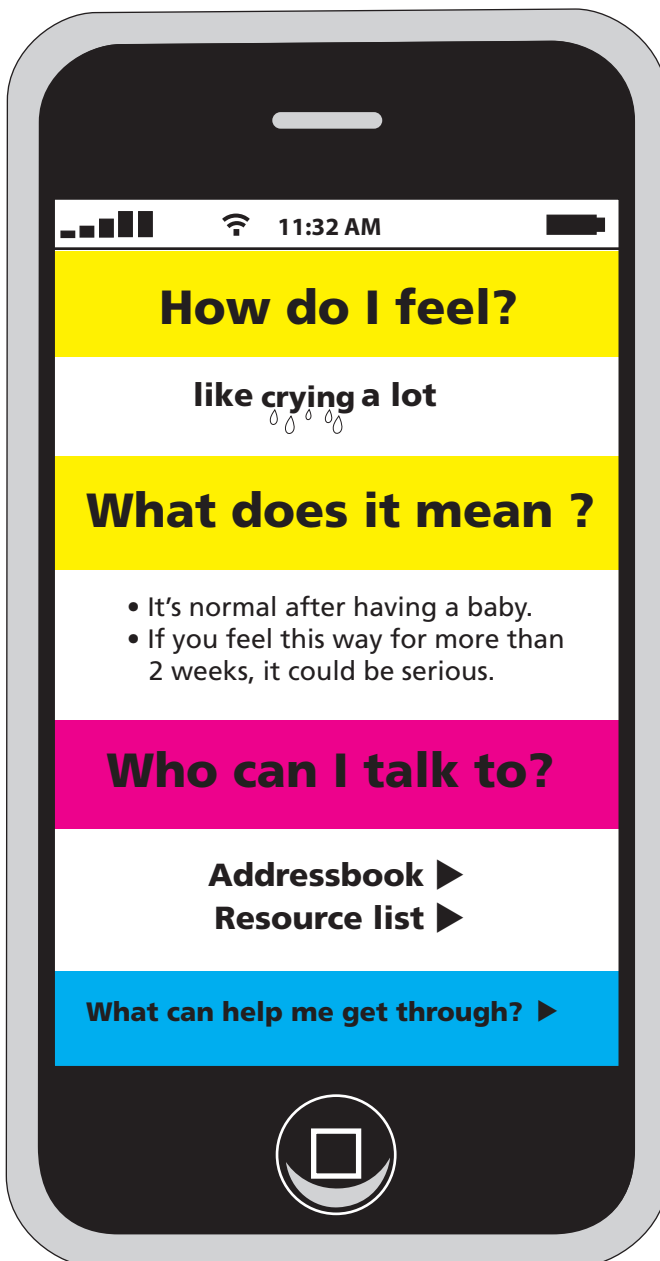 11:32 AM
How do I feel?
like crying a lot
What does it mean ?
• It's normal after having a baby.
• If you feel this way for more than
2 weeks, it could be serious.
Who can I talk to?
Addressbook ▶
Resource list ▶
What can help me get through? ▶